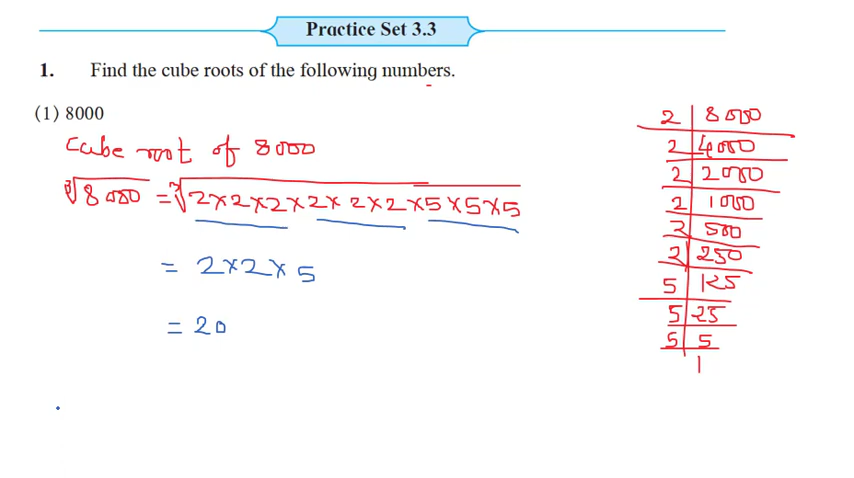 Practice Set 3.3
1. Find the cube roots of the following numbers.
(1) 8000
Cube root of 8000
∛8000 = ∛2×2×2×2×2×2×5×5×5
= 2×2×5
= 20
2 | 8000
2 | 4000
2 | 2000
2 | 1000
2 | 500
2 | 250
5 | 125
5 | 25
5 | 5
1